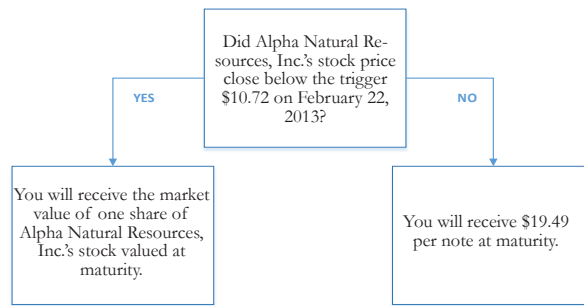 Did Alpha Natural Re-
sources, Inc.'s stock price
close below the trigger
$10.72 on February 22,
2013?
YES
NO
You will receive the market
value of one share of
Alpha Natural Resources,
Inc.'s stock valued at
maturity.
You will receive $19.49
per note at maturity.